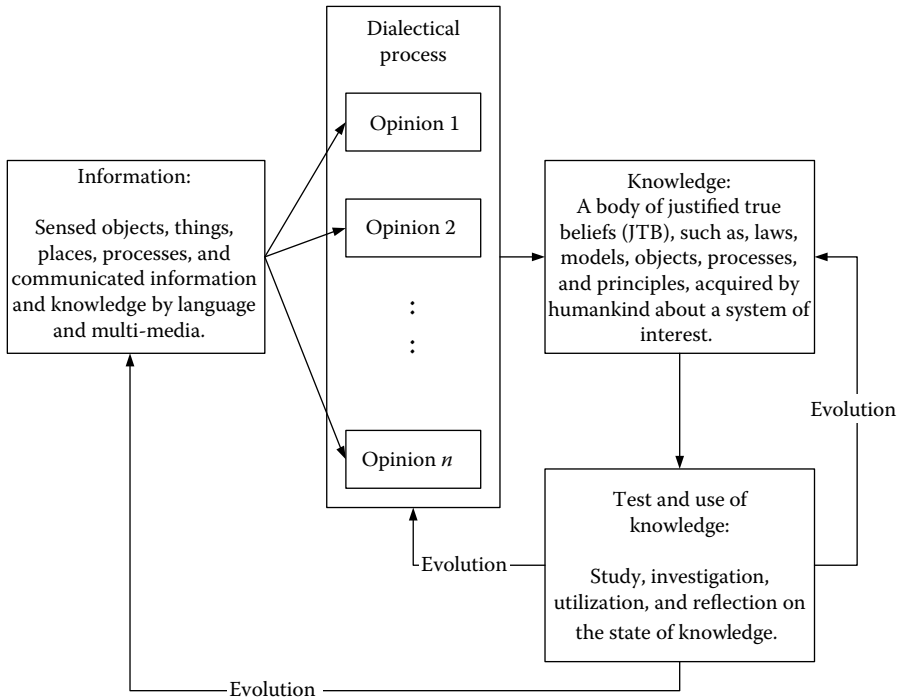 Dialectical
process
Opinion 1
Opinion 2
Opinion n
Information:
Sensed objects, things,
places, processes, and
communicated information
and knowledge by language
and multi-media.
Knowledge:
A body of justified true
beliefs (JTB), such as, laws,
models, objects, processes,
and principles, acquired by
humankind about a system of
interest.
Evolution
Test and use of
knowledge:
Study, investigation,
utilization, and reflection on
the state of knowledge.
Evolution
Evolution